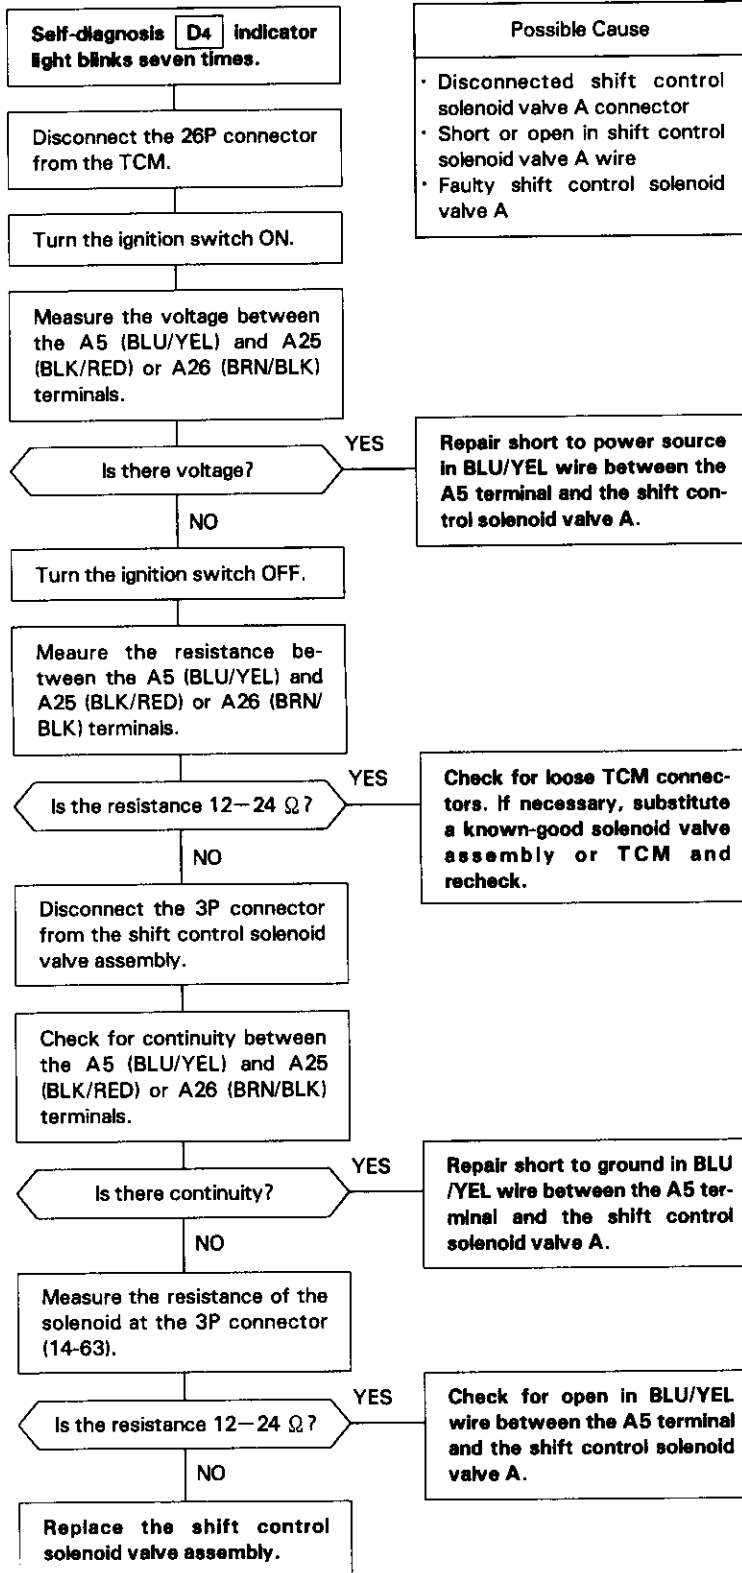 Self-diagnosis D4 indicator
light blinks seven times.
Possible Cause
· Disconnected shift control
solenoid valve A connector
· Short or open in shift control
solenoid valve A wire
· Faulty shift control solenoid
valve A
Disconnect the 26P connector
from the TCM.
Turn the ignition switch ON.
Measure the voltage between
the A5 (BLU/YEL) and A25
(BLK/RED) or A26 (BRN/BLK)
terminals.
Is there voltage?
YES
Repair short to power source
in BLU/YEL wire between the
A5 terminal and the shift con-
trol solenoid valve A.
NO
Turn the ignition switch OFF.
Meaure the resistance be-
tween the A5 (BLU/YEL) and
A25 (BLK/RED) or A26 (BRN/
BLK) terminals.
Is the resistance 12—24 Ω?
YES
Check for loose TCM connec-
tors. If necessary, substitute
a known-good solenoid valve
assembly or TCM and
recheck.
NO
Disconnect the 3P connector
from the shift control solenoid
valve assembly.
Check for continuity between
the A5 (BLU/YEL) and A25
(BLK/RED) or A26 (BRN/BLK)
terminals.
Is there continuity?
YES
Repair short to ground in BLU
/YEL wire between the A5 ter-
minal and the shift control
solenoid valve A.
NO
Measure the resistance of the
solenoid at the 3P connector
(14-63).
Is the resistance 12—24 Ω?
YES
Check for open in BLU/YEL
wire between the A5 terminal
and the shift control solenoid
valve A.
NO
Replace the shift control
solenoid valve assembly.